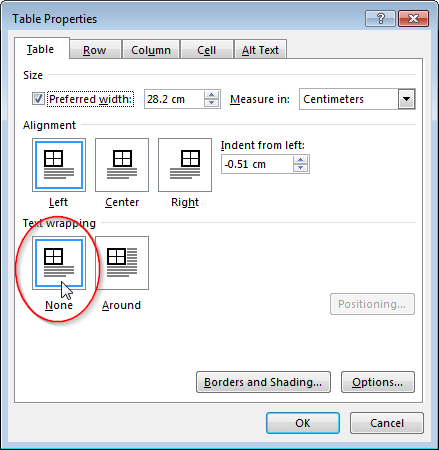 Table Properties
?
Table Row Column Cell Alt Text
Size
Preferred width: 28.2 cm Measure in: Centimeters
Alignment
Indent from left:
-0.51 cm
Left Center Right
Text wrapping
None Around
Positioning...
Borders and Shading... Options...
OK Cancel